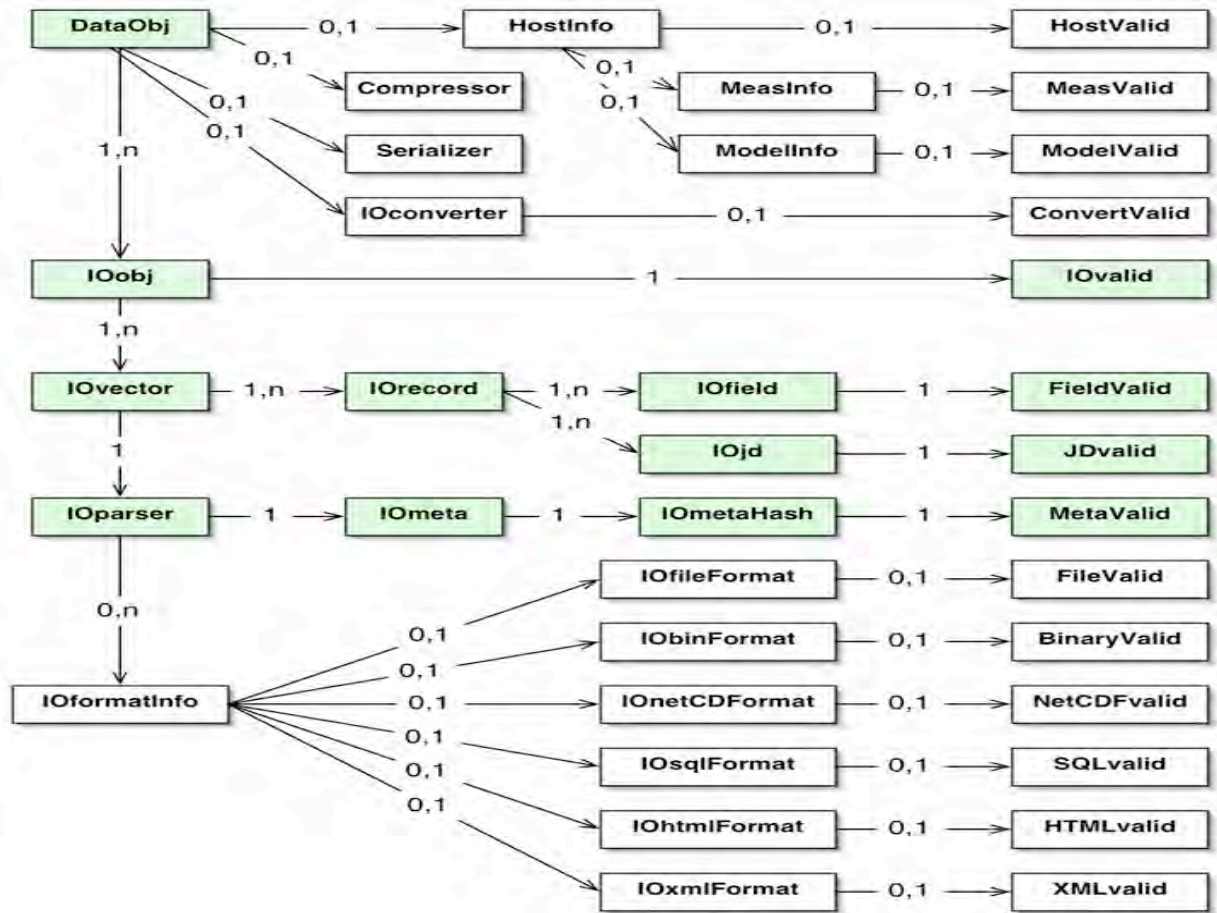 DataObj 0,1 HostInfo 0,1 HostValid
0,1 0,1
Compressor MeasInfo 0,1 MeasValid
0,1 0,1
0,1
1,n Serializer ModelInfo 0,1 ModelValid
IOconverter 0,1 ConvertValid
IOobj 1 IOvalid
1,n
IOvector 1,n IOrecord 1,n IOfield 1 FieldValid
1,n
1 IOjd 1 JDvalid
IOparser 1 IOmeta 1 IOmetaHash 1 MetaValid
IOfileFormat 0,1 FileValid
0,n
0,1 IObinFormat 0,1 BinaryValid
0,1
IOformatInfo 0,1 IOnetCDFormat 0,1 NetCDFvalid
0,1
IOsqlFormat 0,1 SQLvalid
0,1
0,1
IOhtmlFormat 0,1 HTMLvalid
IOxmlFormat 0,1 XMLvalid